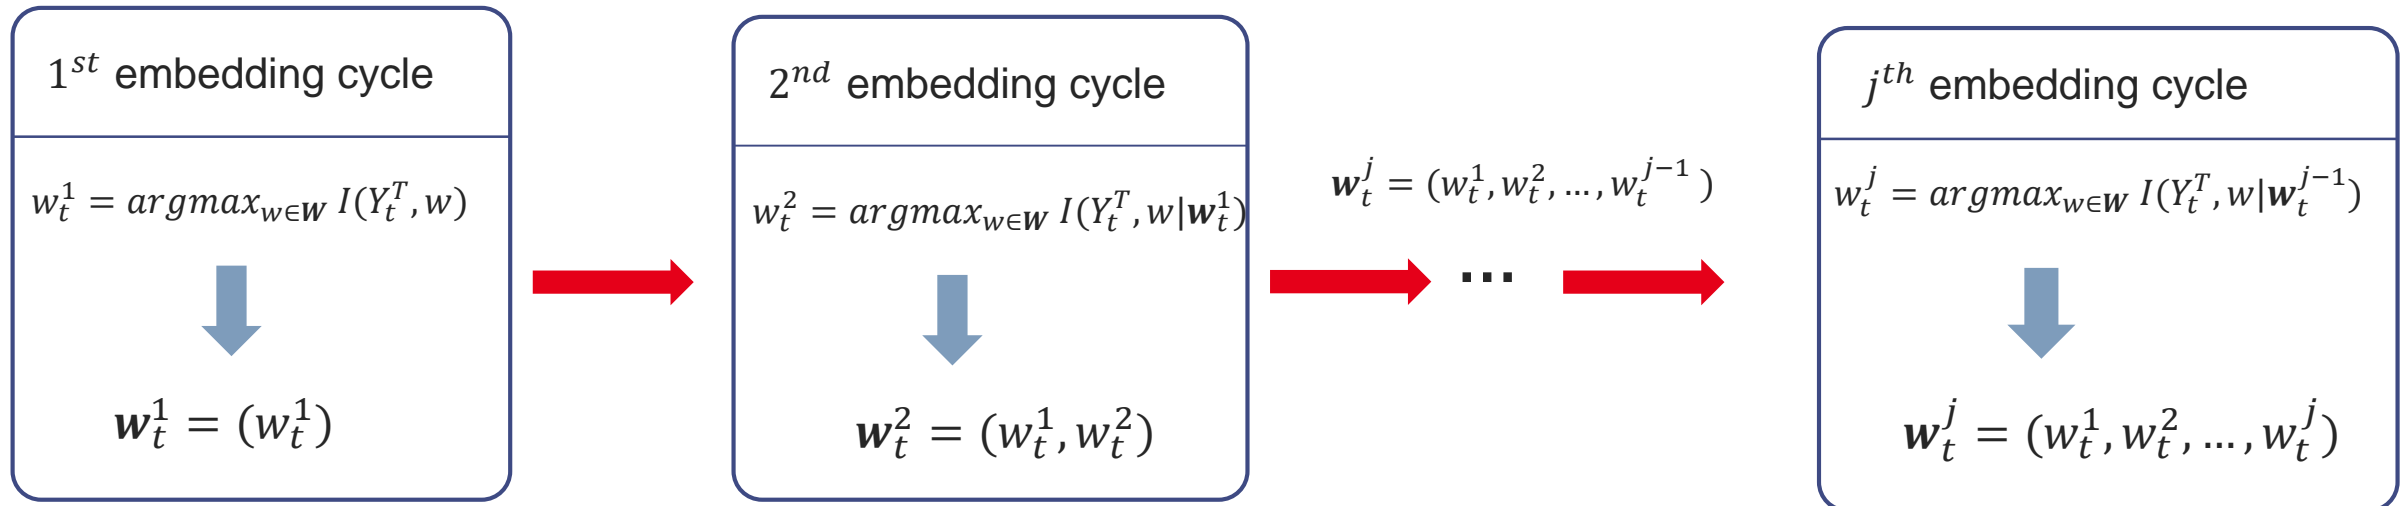 1^{st} embedding cycle
w_t^1 = argmax_{w∈W} I(Y_t^T, w)
w_t^1 = (w_t^1)
2^{nd} embedding cycle
w_t^2 = argmax_{w∈W} I(Y_t^T, w|w_t^1)
w_t^2 = (w_t^1, w_t^2)
w_t^j = (w_t^1, w_t^2, ..., w_t^{j-1} )
...
j^{th} embedding cycle
w_t^j = argmax_{w∈W} I(Y_t^T, w|w_t^{j-1})
w_t^j = (w_t^1, w_t^2, ..., w_t^j)